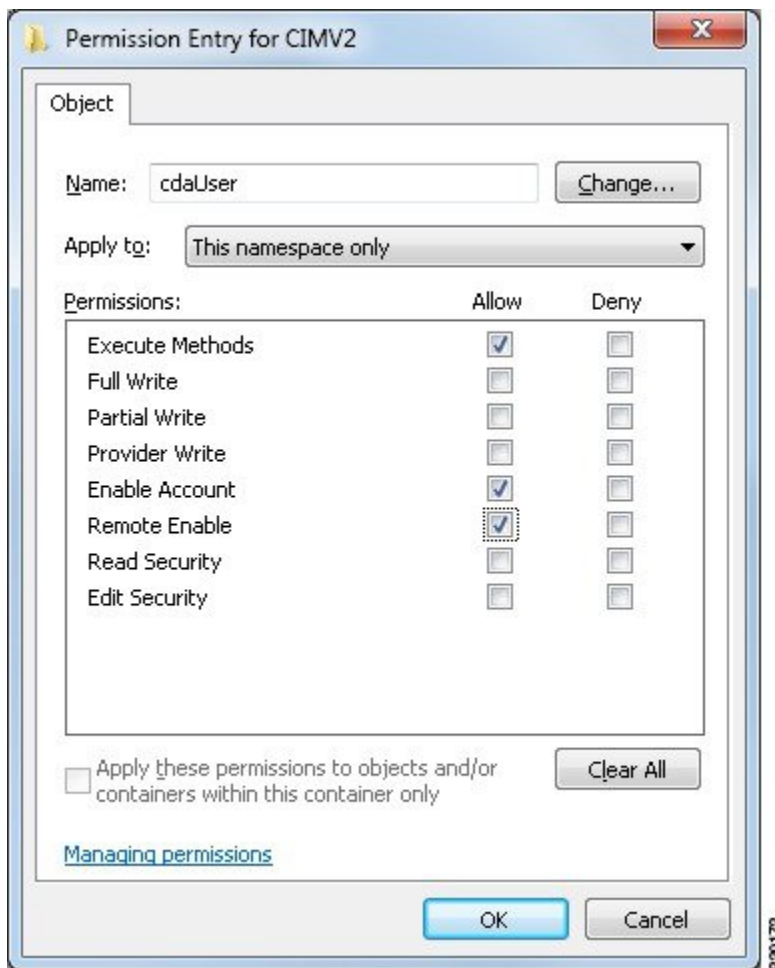 Permission Entry for CIMV2
Object
Name: cdaUser Change...
Apply to: This namespace only
Permissions: Allow Deny
Execute Methods
Full Write
Partial Write
Provider Write
Enable Account
Remote Enable
Read Security
Edit Security
Apply these permissions to objects and/or
containers within this container only
Clear All
Managing permissions
OK Cancel